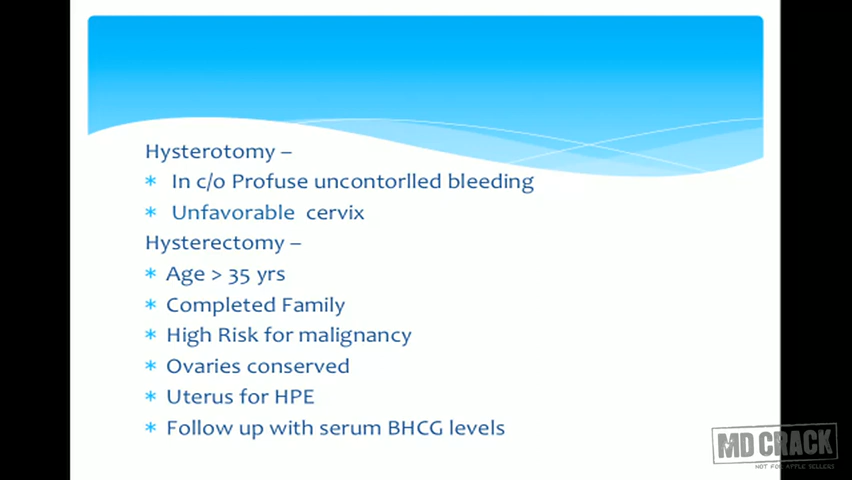 Hysterotomy –
* In c/o Profuse uncontorlled bleeding
* Unfavorable cervix
Hysterectomy –
* Age > 35 yrs
* Completed Family
* High Risk for malignancy
* Ovaries conserved
* Uterus for HPE
* Follow up with serum BHCG levels
MD CRACK
NOT FOR APPLE SELLERS